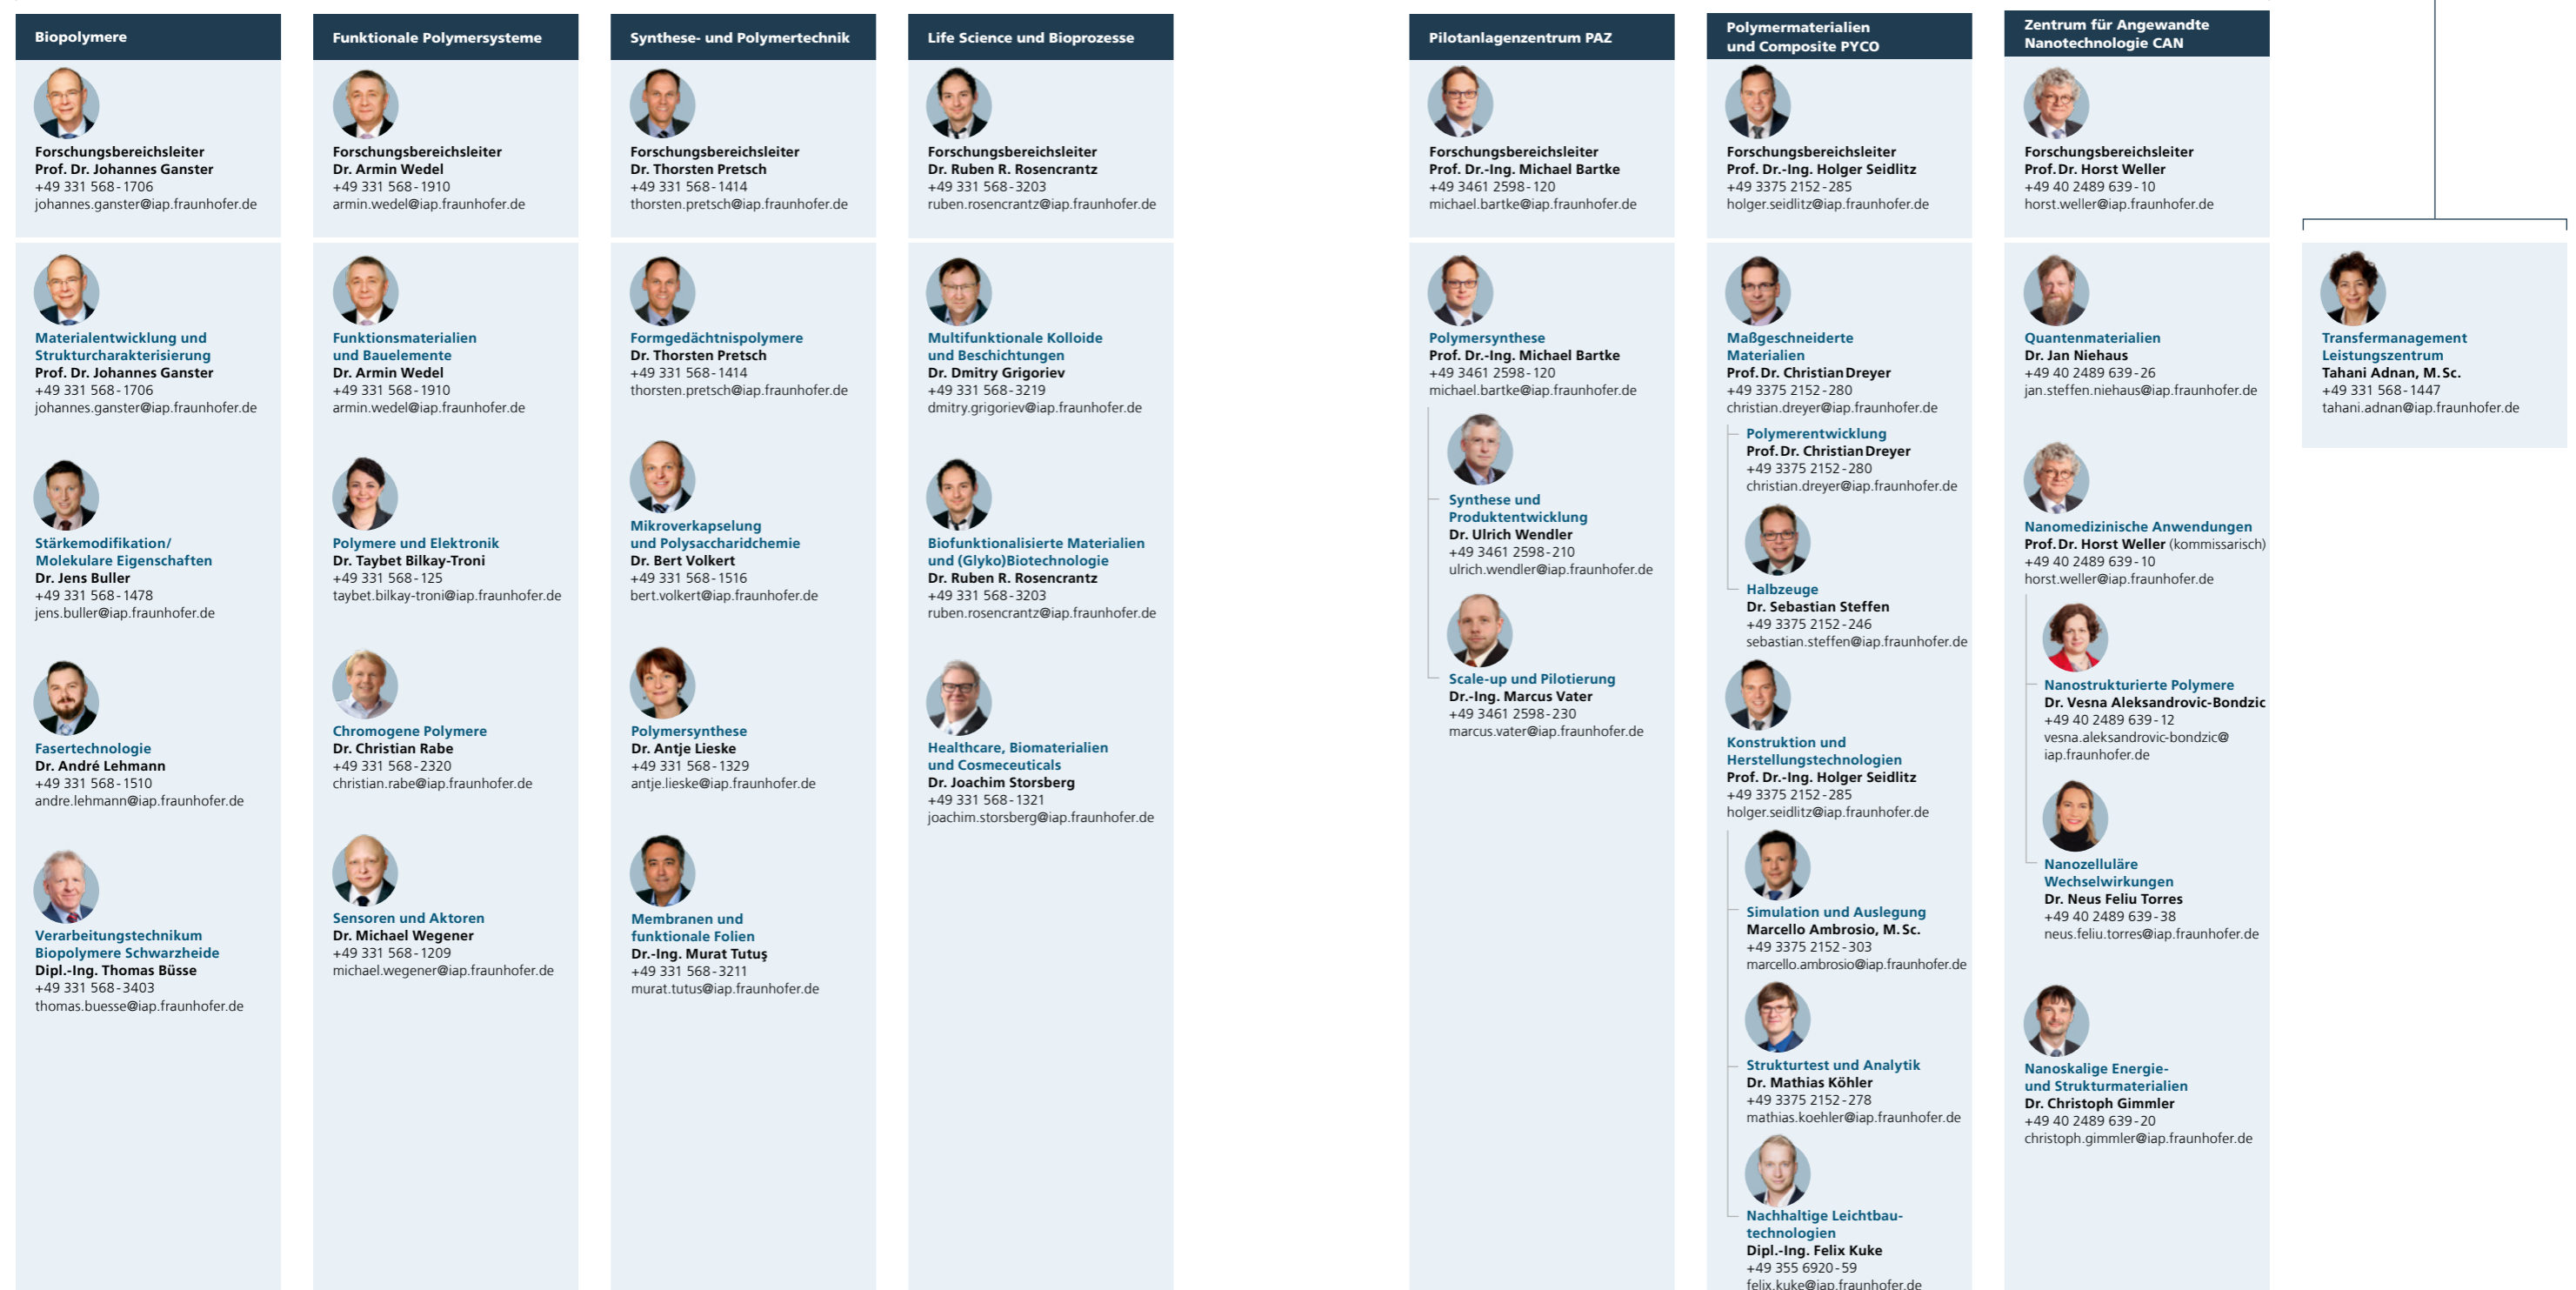 Biopolymere
Forschungsbereichsleiter
Prof. Dr. Johannes Ganster
+49 331 568-1706
johannes.ganster@iap.fraunhofer.de
Materialentwicklung und
Strukturcharakterisierung
Prof. Dr. Johannes Ganster
+49 331 568-1706
johannes.ganster@iap.fraunhofer.de
Stärkemodifikation/
Molekulare Eigenschaften
Dr. Jens Buller
+49 331 568-1478
jens.buller@iap.fraunhofer.de
Fasertechnologie
Dr. André Lehmann
+49 331 568-1510
andre.lehmann@iap.fraunhofer.de
Verarbeitungstechnikum
Biopolymere Schwarzheide
Dipl.-Ing. Thomas Büsse
+49 331 568-3403
thomas.buesse@iap.fraunhofer.de
Funktionale Polymersysteme
Forschungsbereichsleiter
Dr. Armin Wedel
+49 331 568-1910
armin.wedel@iap.fraunhofer.de
Funktionsmaterialien
und Bauelemente
Dr. Armin Wedel
+49 331 568-1910
armin.wedel@iap.fraunhofer.de
Polymere und Elektronik
Dr. Taybet Bilkay-Troni
+49 331 568-125
taybet.bilkay-troni@iap.fraunhofer.de
Chromogene Polymere
Dr. Christian Rabe
+49 331 568-2320
christian.rabe@iap.fraunhofer.de
Sensoren und Aktoren
Dr. Michael Wegener
+49 331 568-1209
michael.wegener@iap.fraunhofer.de
Synthese- und Polymertechnik
Forschungsbereichsleiter
Dr. Thorsten Pretsch
+49 331 568-1414
thorsten.pretsch@iap.fraunhofer.de
Formgedächtnispolymere
Dr. Thorsten Pretsch
+49 331 568-1414
thorsten.pretsch@iap.fraunhofer.de
Mikroverkapselung
und Polysaccharidchemie
Dr. Bert Volkert
+49 331 568-1516
bert.volkert@iap.fraunhofer.de
Polymersynthese
Dr. Antje Lieske
+49 331 568-1329
antje.lieske@iap.fraunhofer.de
Membranen und
funktionale Folien
Dr.-Ing. Murat Tutuş
+49 331 568-3211
murat.tutus@iap.fraunhofer.de
Life Science und Bioprozesse
Forschungsbereichsleiter
Dr. Ruben R. Rosencrantz
+49 331 568-3203
ruben.rosencrantz@iap.fraunhofer.de
Multifunktionale Kolloide
und Beschichtungen
Dr. Dmitry Grigoriev
+49 331 568-3219
dmitry.grigoriev@iap.fraunhofer.de
Biofunktionalisierte Materialien
und (Glyko)Biotechnologie
Dr. Ruben R. Rosencrantz
+49 331 568-3203
ruben.rosencrantz@iap.fraunhofer.de
Healthcare, Biomaterialien
und Cosmeceuticals
Dr. Joachim Storsberg
+49 331 568-1321
joachim.storsberg@iap.fraunhofer.de
Pilotanlagenzentrum PAZ
Forschungsbereichsleiter
Prof. Dr.-Ing. Michael Bartke
+49 3461 2598-120
michael.bartke@iap.fraunhofer.de
Polymersynthese
Prof. Dr.-Ing. Michael Bartke
+49 3461 2598-120
michael.bartke@iap.fraunhofer.de
Synthese und
Produktentwicklung
Dr. Ulrich Wendler
+49 3461 2598-210
ulrich.wendler@iap.fraunhofer.de
Scale-up und Pilotierung
Dr.-Ing. Marcus Vater
+49 3461 2598-230
marcus.vater@iap.fraunhofer.de
Polymermaterialien
und Composite PYCO
Forschungsbereichsleiter
Prof. Dr.-Ing. Holger Seidlitz
+49 3375 2152-285
holger.seidlitz@iap.fraunhofer.de
Maßgeschneiderte
Materialien
Prof. Dr. Christian Dreyer
+49 3375 2152-280
christian.dreyer@iap.fraunhofer.de
Polymerentwicklung
Prof. Dr. Christian Dreyer
+49 3375 2152-280
christian.dreyer@iap.fraunhofer.de
Halbzeuge
Dr. Sebastian Steffen
+49 3375 2152-246
sebastian.steffen@iap.fraunhofer.de
Konstruktion und
Herstellungstechnologien
Prof. Dr.-Ing. Holger Seidlitz
+49 3375 2152-285
holger.seidlitz@iap.fraunhofer.de
Simulation und Auslegung
Marcello Ambrosio, M. Sc.
+49 3375 2152-303
marcello.ambrosio@iap.fraunhofer.de
Strukturtest und Analytik
Dr. Mathias Köhler
+49 3375 2152-278
mathias.koehler@iap.fraunhofer.de
Nachhaltige Leichtbau-
technologien
Dipl.-Ing. Felix Kuke
+49 355 6920-59
felix.kuke@iap.fraunhofer.de
Zentrum für Angewandte
Nanotechnologie CAN
Forschungsbereichsleiter
Prof. Dr. Horst Weller
+49 40 2489 639-10
horst.weller@iap.fraunhofer.de
Quantenmaterialien
Dr. Jan Niehaus
+49 40 2489 639-26
jan.steffen.niehaus@iap.fraunhofer.de
Nanomedizinische Anwendungen
Prof. Dr. Horst Weller (kommissarisch)
+49 40 2489 639-10
horst.weller@iap.fraunhofer.de
Nanostrukturierte Polymere
Dr. Vesna Aleksandrovic-Bondzic
+49 40 2489 639-12
vesna.aleksandrovic-bondzic@
iap.fraunhofer.de
Nanozelluläre
Wechselwirkungen
Dr. Neus Feliu Torres
+49 40 2489 639-38
neus.feliu.torres@iap.fraunhofer.de
Nanoskalige Energie-
und Strukturmaterialien
Dr. Christoph Gimmler
+49 40 2489 639-20
christoph.gimmler@iap.fraunhofer.de
Transfermanagement
Leistungszentrum
Tahani Adnan, M. Sc.
+49 331 568-1447
tahani.adnan@iap.fraunhofer.de